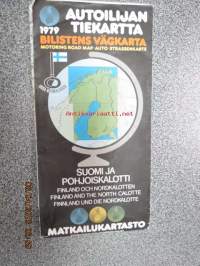 1979
AUTOILIJAN
TIEKARTTA
BILISTENS VÄGKARTA
MOTORING ROAD MAP·AUTO-STRASSENKARTE
SUOMI JA
POHJOISKALOTTI
FINLAND OCH NORDKALOTTEN
FINLAND AND THE NORTH CALOTTE
FINNLAND UND DIE NORDKALOTTE
MATKAILUKARTASTO